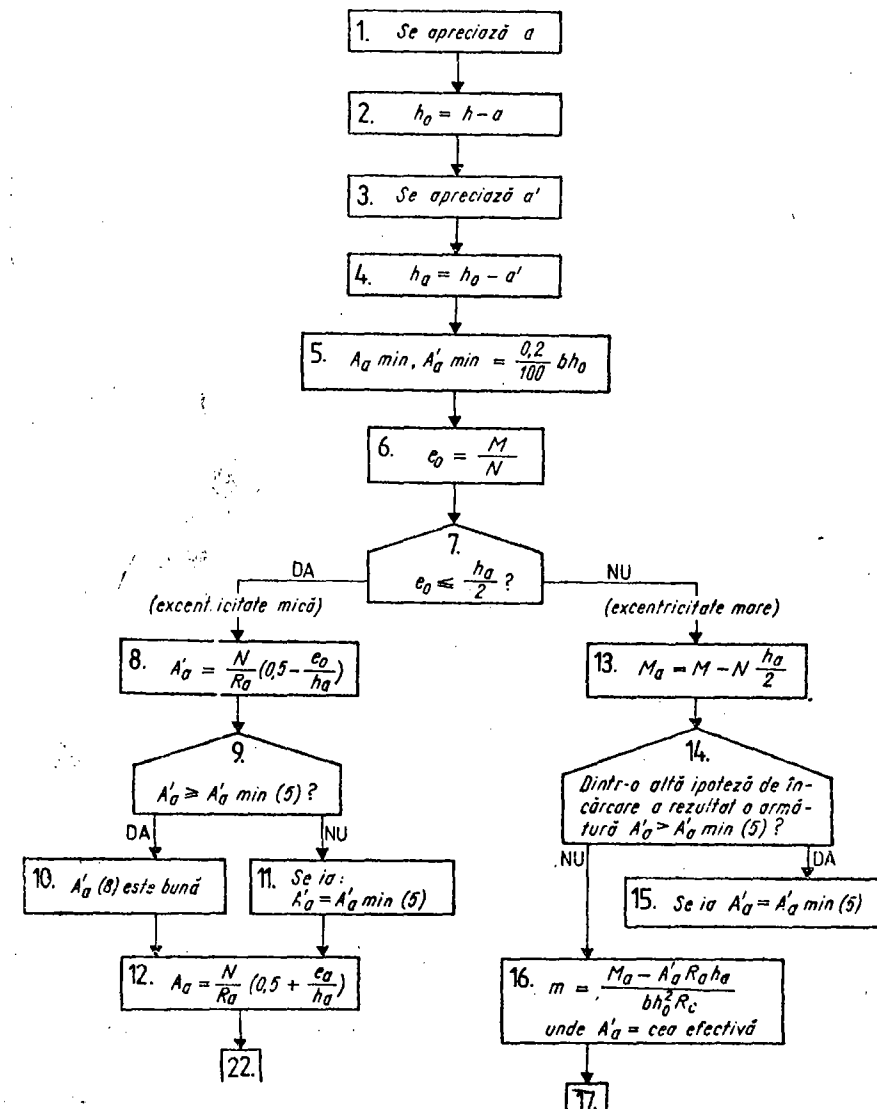 1. Se apreciază a
2. h₀ = h - a
3. Se apreciază a'
4. hₐ = h₀ - a'
5. Aₐ min, A'ₐ min = 0,2/100 bh₀
6. e₀ = M/N
7.
e₀ ≤ hₐ/2 ?
DA
NU
(excent.icitate mică)
(excentricitate mare)
8. A'ₐ = N/Rₐ (0,5 - e₀/hₐ)
13. Mₐ = M - N hₐ/2
9.
A'ₐ ≥ A'ₐ min (5) ?
14.
Dintr-o altă ipoteză de în-
cărcare a rezultat o armă-
tură A'ₐ > A'ₐ min (5) ?
DA
NU
NU
DA
10. A'ₐ (8) este bună
11. Se ia :
A'ₐ = A'ₐ min (5)
15. Se ia A'ₐ = A'ₐ min (5)
12. Aₐ = N/Rₐ (0,5 + e₀/hₐ)
16. m = Mₐ - A'ₐ Rₐ hₐ / bh₀² R꜀
unde A'ₐ = cea efectivă
22.
17.